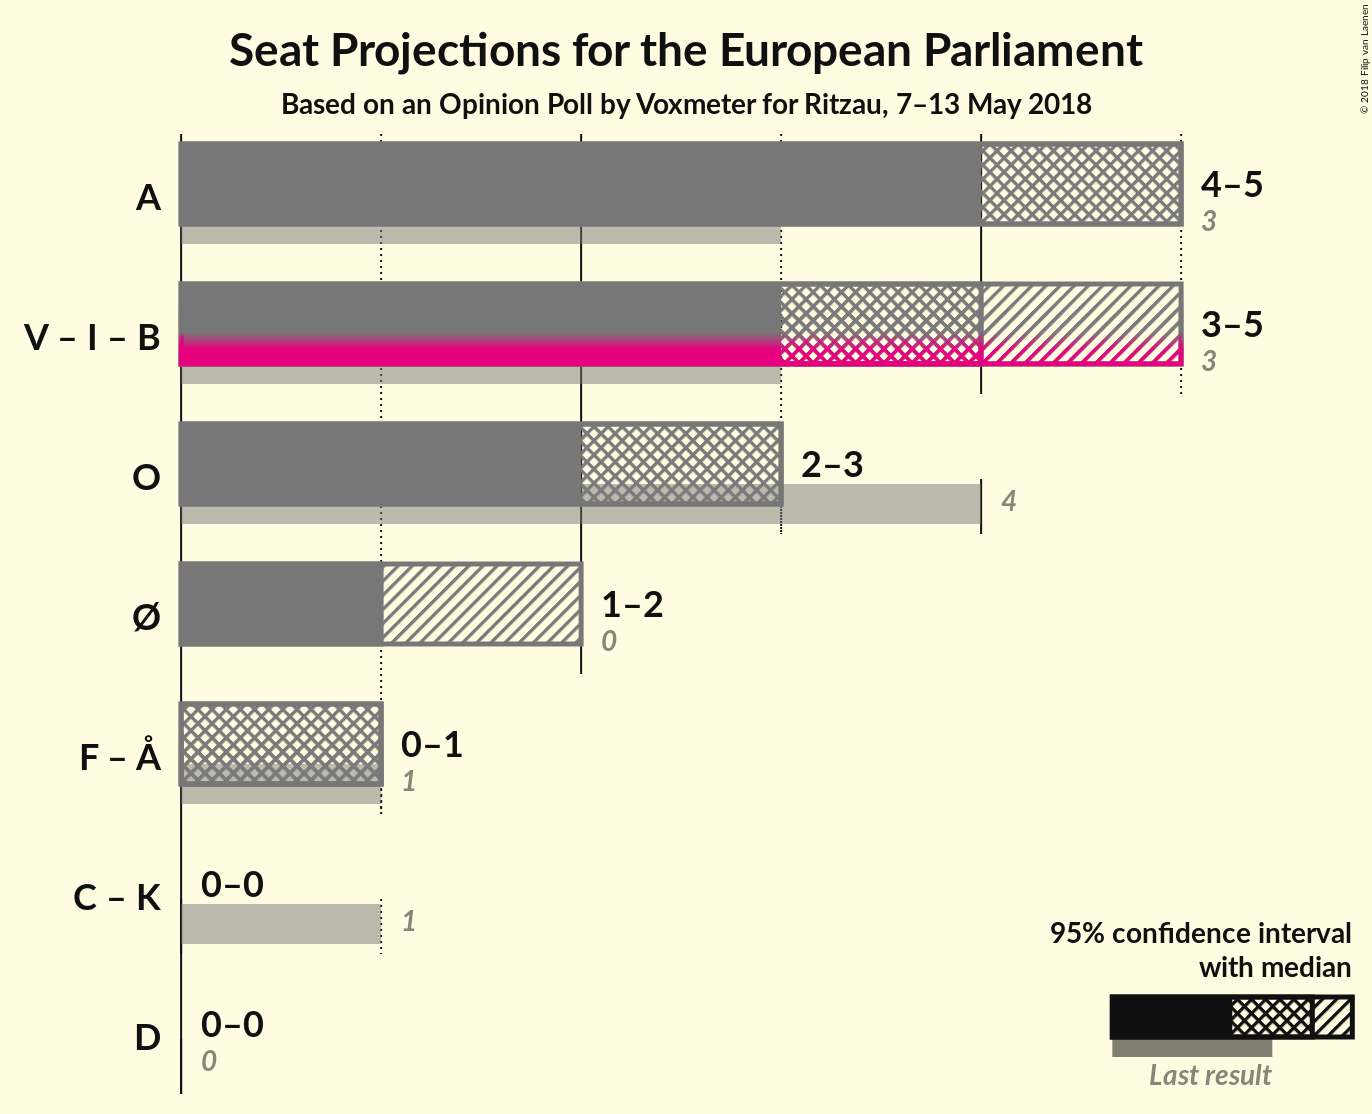 Seat Projections for the European Parliament
Based on an Opinion Poll by Voxmeter for Ritzau, 7–13 May 2018
© 2018 Filip van Laenen
A
4–5
3
V – I – B
3–5
3
O
2–3
4
Ø
1–2
0
F – Å
0–1
1
C – K
0–0
1
D
0–0
0
95% confidence interval
with median
Last result